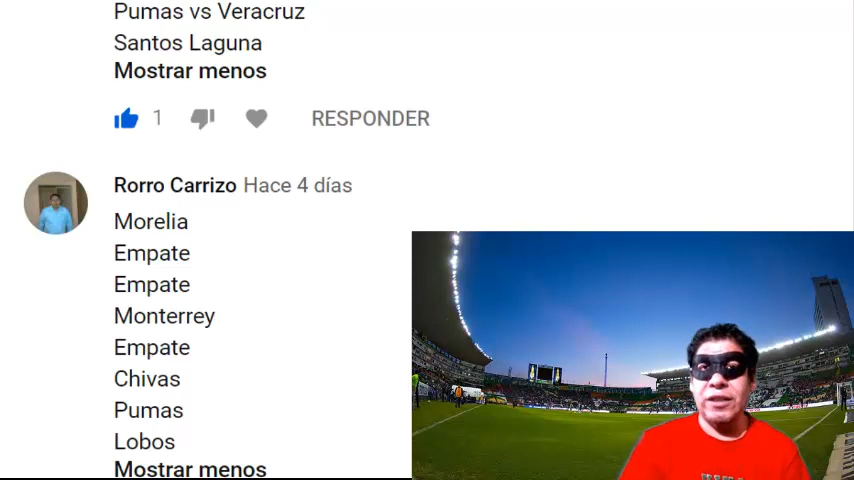 Pumas vs Veracruz
Santos Laguna
Mostrar menos
1
RESPONDER
Rorro Carrizo Hace 4 días
Morelia
Empate
Empate
Monterrey
Empate
Chivas
Pumas
Lobos
Mostrar menos